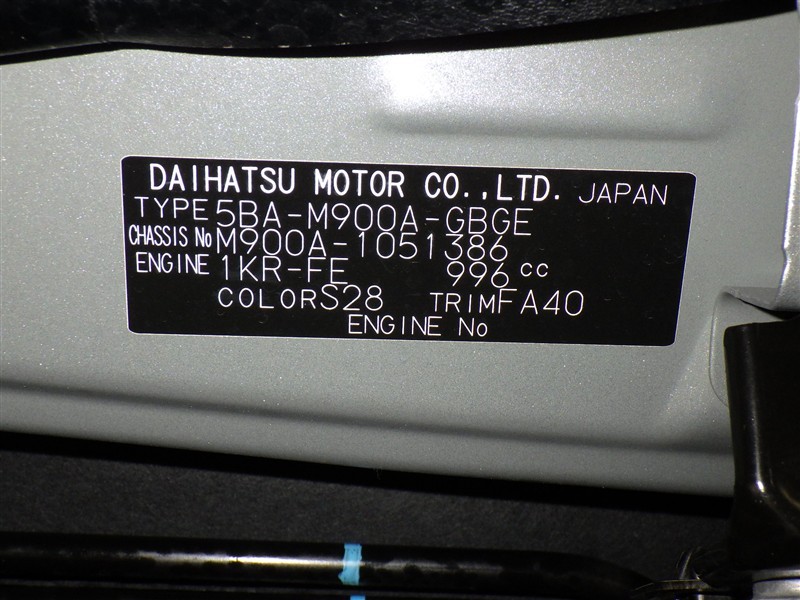 DAIHATSU MOTOR CO.,LTD. JAPAN
TYPE 5BA-M900A-GBGE
CHASSIS No M900A-1051386
ENGINE 1KR-FE 996 cc
COLOR S28 TRIM FA40
ENGINE No